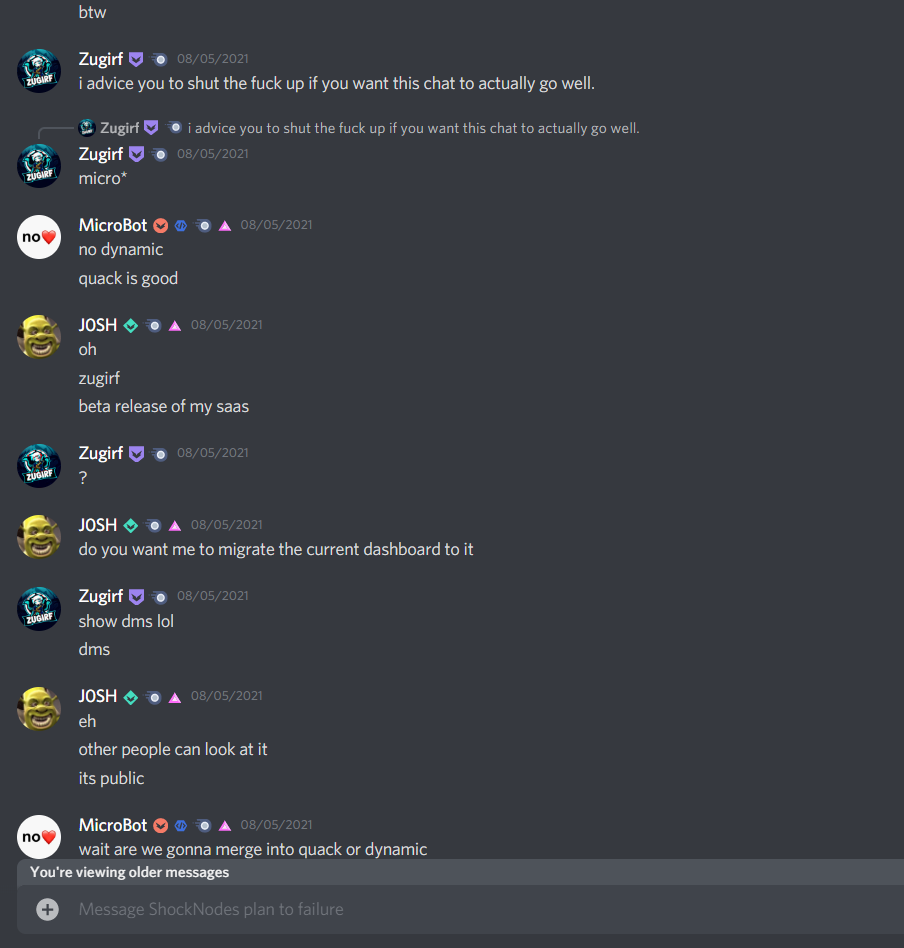 btw
Zugirf 08/05/2021
i advice you to shut the fuck up if you want this chat to actually go well.
Zugirf i advice you to shut the fuck up if you want this chat to actually go well.
Zugirf 08/05/2021
micro*
no❤️
MicroBot 08/05/2021
no dynamic
quack is good
J0SH 08/05/2021
oh
zugirf
beta release of my saas
Zugirf 08/05/2021
?
J0SH 08/05/2021
do you want me to migrate the current dashboard to it
Zugirf 08/05/2021
show dms lol
dms
J0SH 08/05/2021
eh
other people can look at it
its public
no❤️
MicroBot 08/05/2021
wait are we gonna merge into quack or dynamic
You're viewing older messages
Message ShockNodes plan to failure